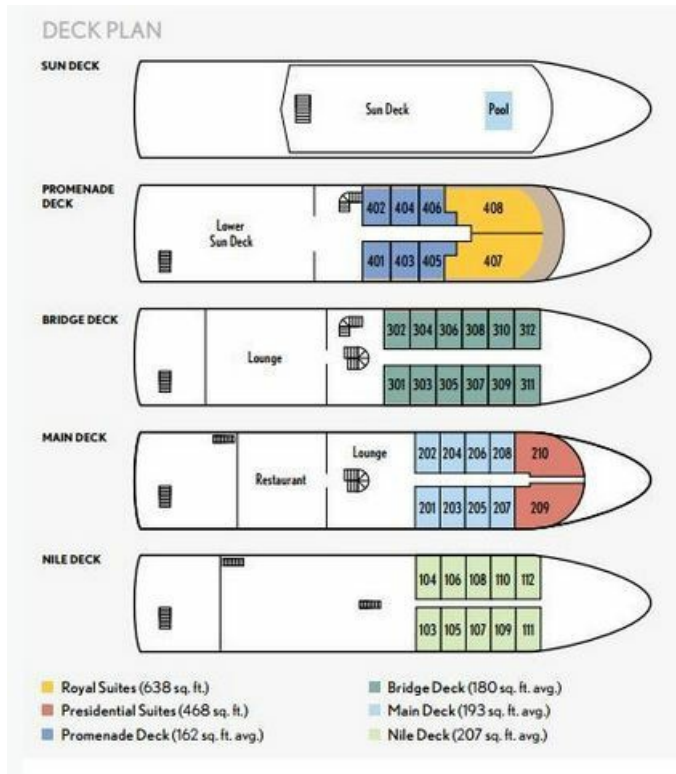 DECK PLAN
SUN DECK
Sun Deck
Pool
PROMENADE
DECK
Lower
Sun Deck
402 404 406 408
401 403 405 407
BRIDGE DECK
Lounge
302 304 306 308 310 312
301 303 305 307 309 311
MAIN DECK
Restaurant
Lounge
202 204 206 208 210
201 203 205 207 209
NILE DECK
104 106 108 110 112
103 105 107 109 111
Royal Suites (638 sq. ft.)
Presidential Suites (468 sq. ft.)
Promenade Deck (162 sq. ft. avg.)
Bridge Deck (180 sq. ft. avg.)
Main Deck (193 sq. ft. avg.)
Nile Deck (207 sq. ft. avg.)